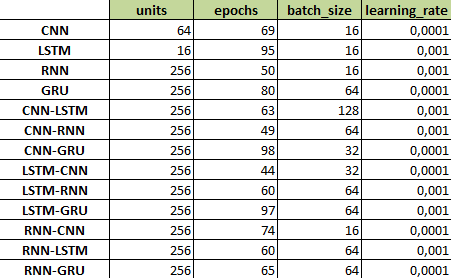 units epochs batch_size learning_rate
CNN 64 69 16 0,0001
LSTM 16 95 16 0,001
RNN 256 50 16 0,001
GRU 256 80 64 0,0001
CNN-LSTM 256 63 128 0,001
CNN-RNN 256 49 64 0,001
CNN-GRU 256 98 32 0,0001
LSTM-CNN 256 44 32 0,0001
LSTM-RNN 256 60 64 0,001
LSTM-GRU 256 97 64 0,001
RNN-CNN 256 74 16 0,0001
RNN-LSTM 256 60 64 0,001
RNN-GRU 256 65 64 0,0001